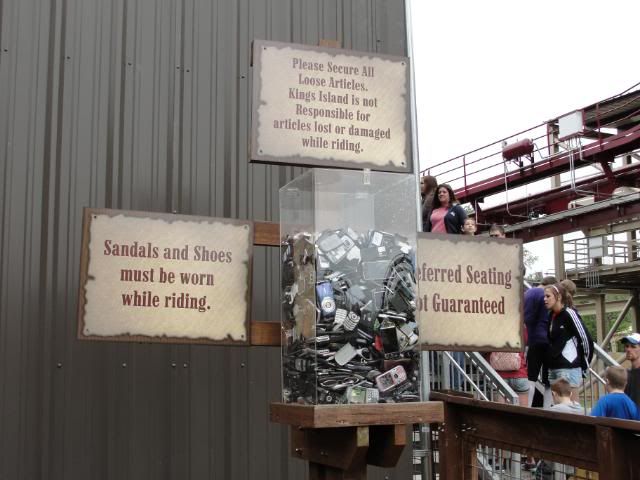 Please Secure All
Loose Articles.
Kings Island is not
Responsible for
articles lost or damaged
while riding.
Sandals and Shoes
must be worn
while riding.
eferred Seating
ot Guaranteed